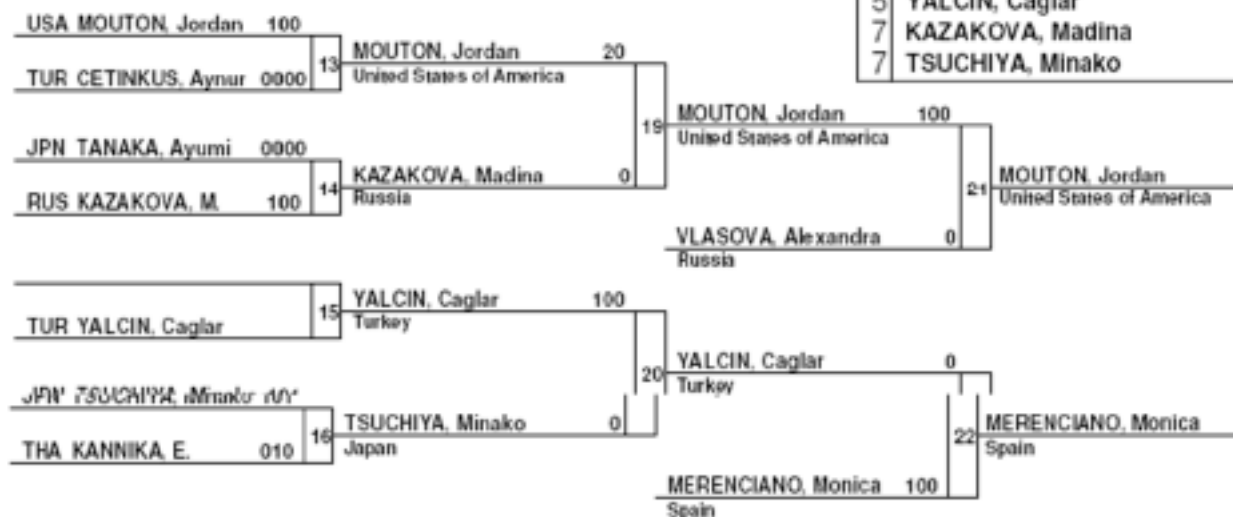 5 YALCIN, Caglar
7 KAZAKOVA, Madina
7 TSUCHIYA, Minako
USA MOUTON, Jordan 100
TUR CETINKUS, Aynur 0000
13
MOUTON, Jordan 20
United States of America
JPN TANAKA, Ayumi 0000
RUS KAZAKOVA, M. 100
14
KAZAKOVA, Madina 0
Russia
19
MOUTON, Jordan 100
United States of America
VLASOVA, Alexandra 0
Russia
21
MOUTON, Jordan
United States of America
TUR YALCIN, Caglar
15
YALCIN, Caglar 100
Turkey
JPN TSUCHIYA, Minako
THA KANNIKA, E. 010
16
TSUCHIYA, Minako 0
Japan
20
YALCIN, Caglar 0
Turkey
MERENCIANO, Monica 100
Spain
22
MERENCIANO, Monica
Spain